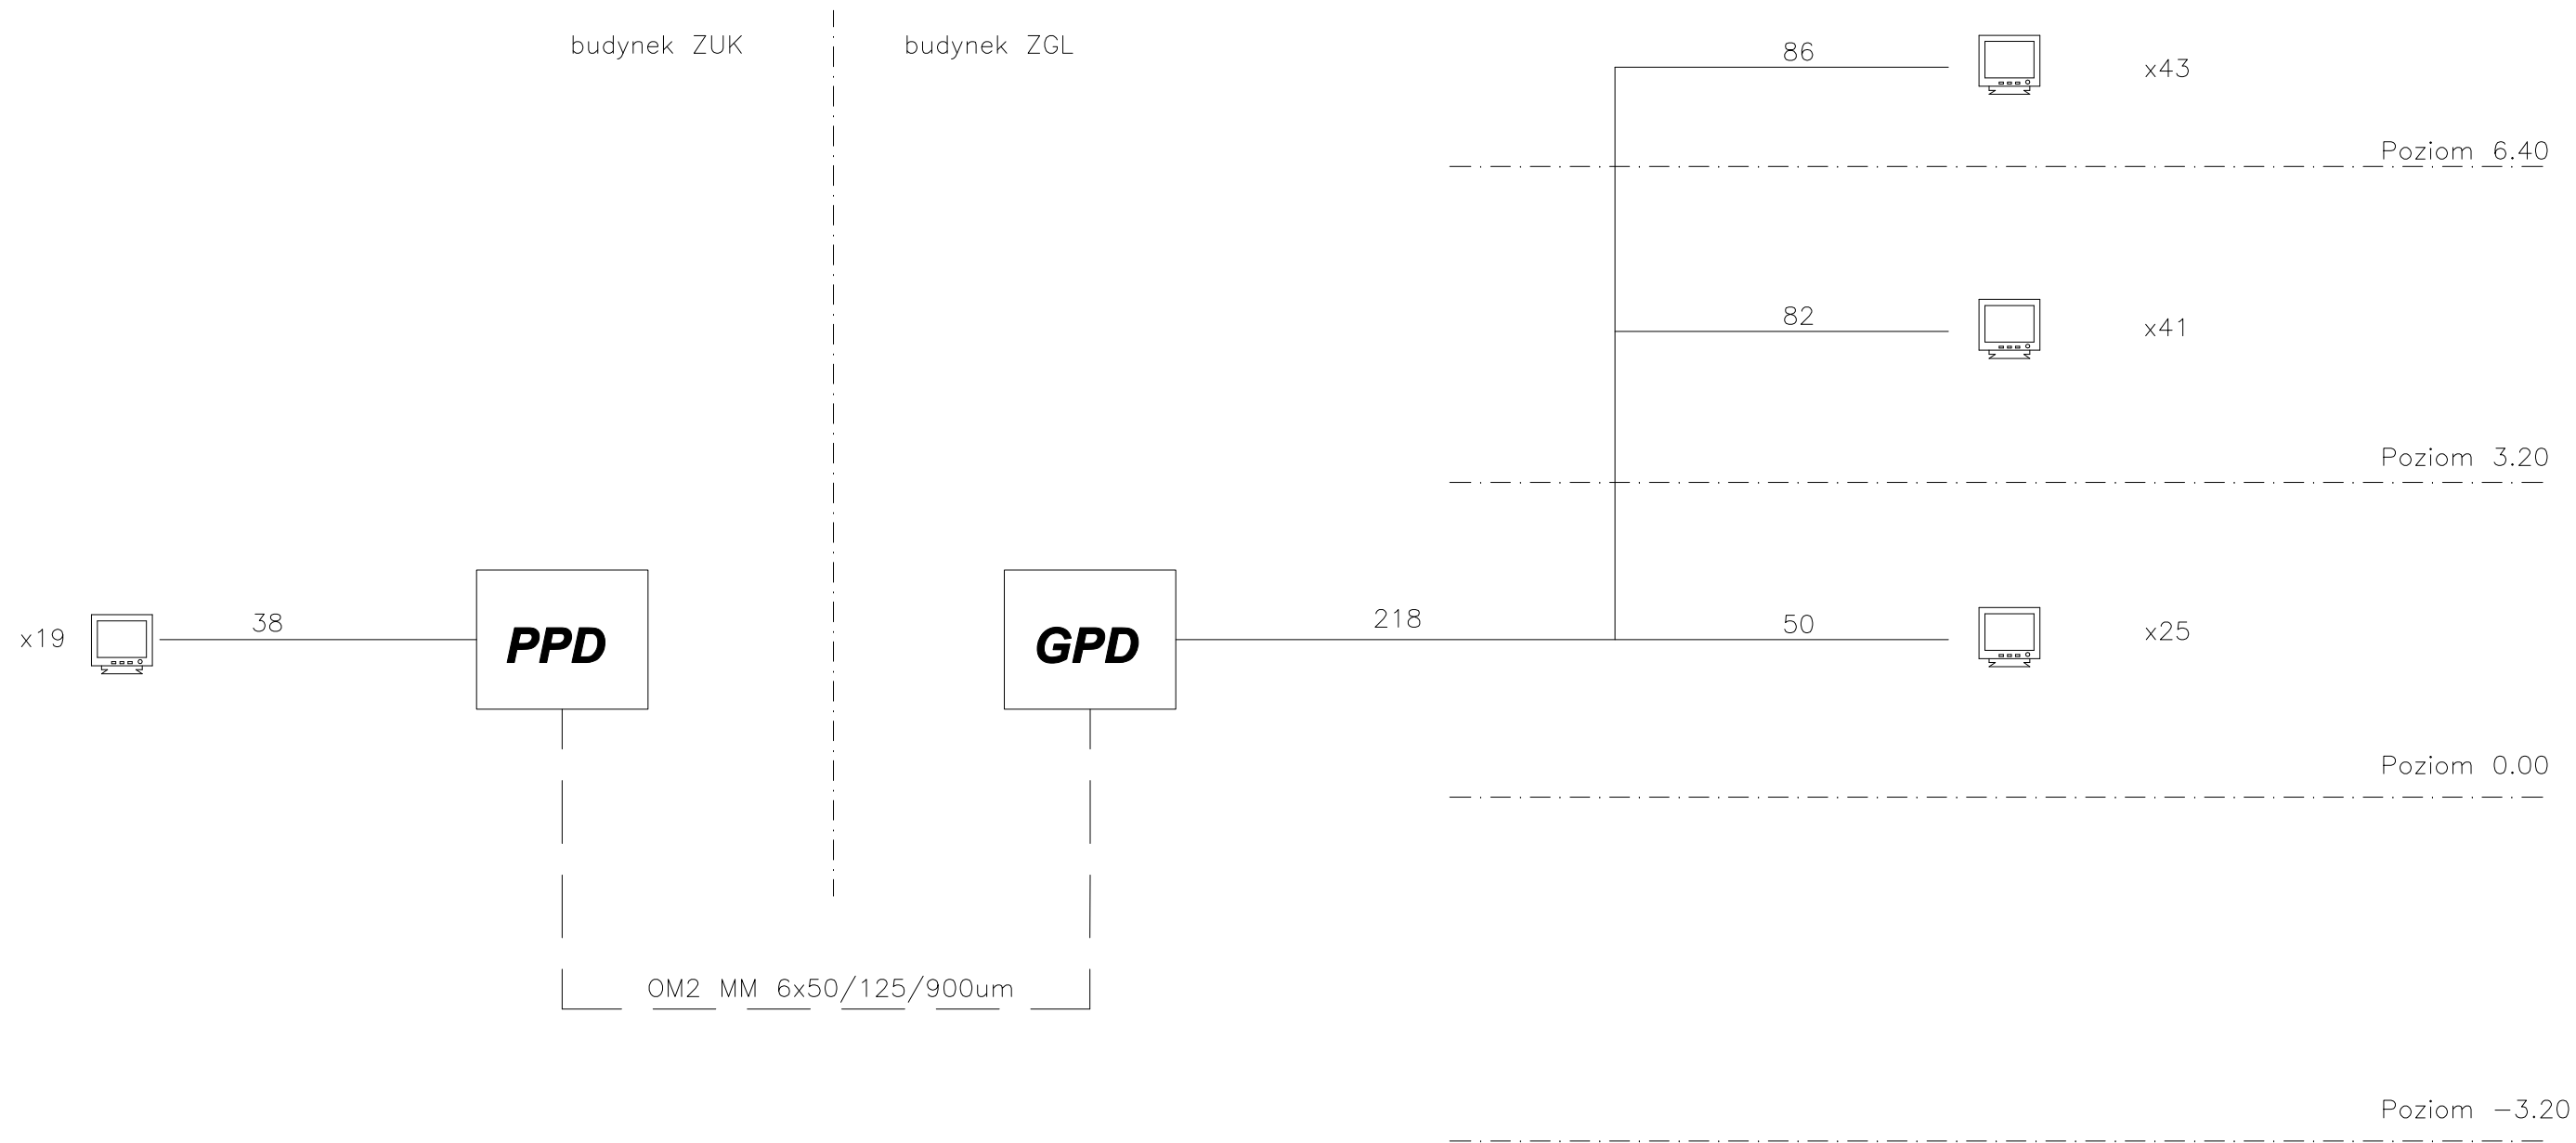 budynek ZUK
budynek ZGL
86
x43
Poziom 6.40
82
x41
Poziom 3.20
x19
38
PPD
GPD
218
50
x25
Poziom 0.00
OM2 MM 6x50/125/900um
Poziom -3.20